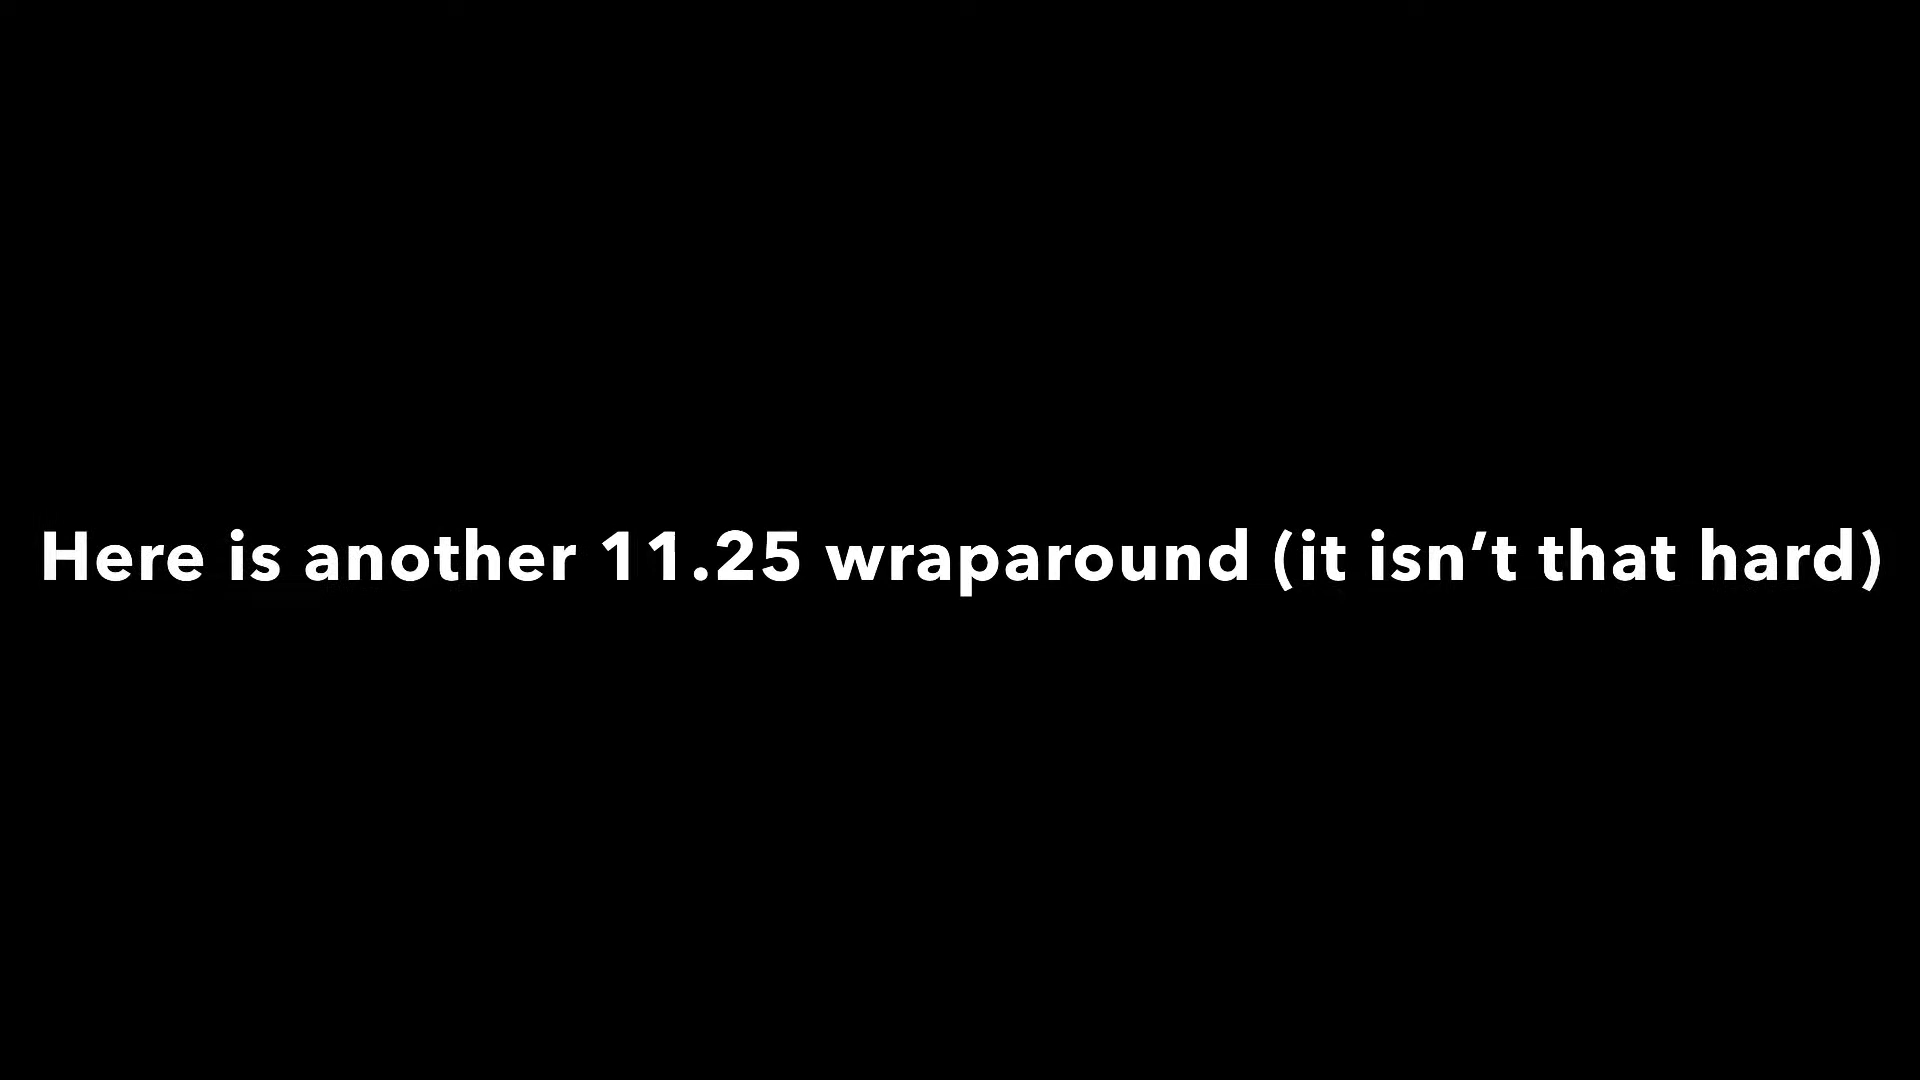 Here is another 11.25 wraparound (it isn’t that hard)